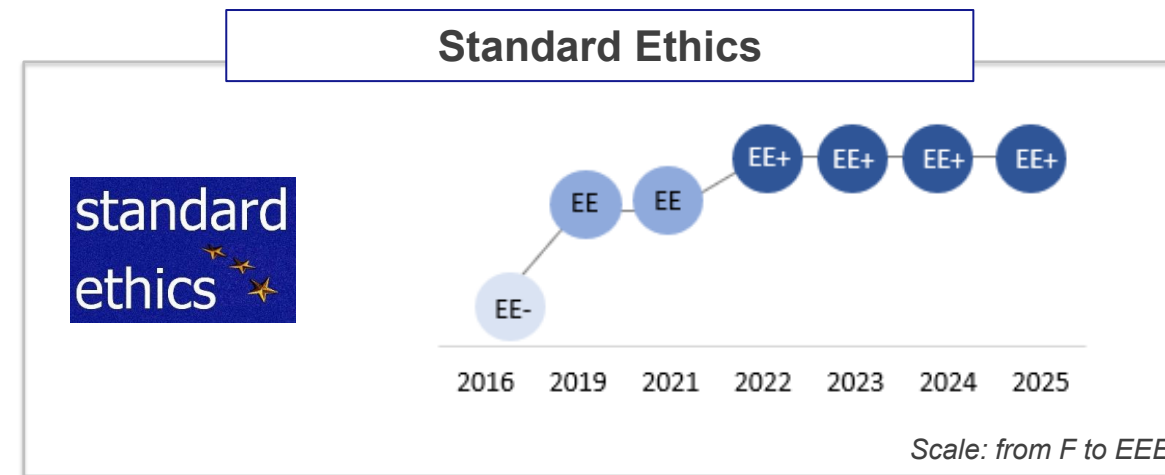 Standard Ethics
standard
ethics
EE- EE EE EE+ EE+ EE+ EE+
2016 2019 2021 2022 2023 2024 2025
Scale: from F to EEE